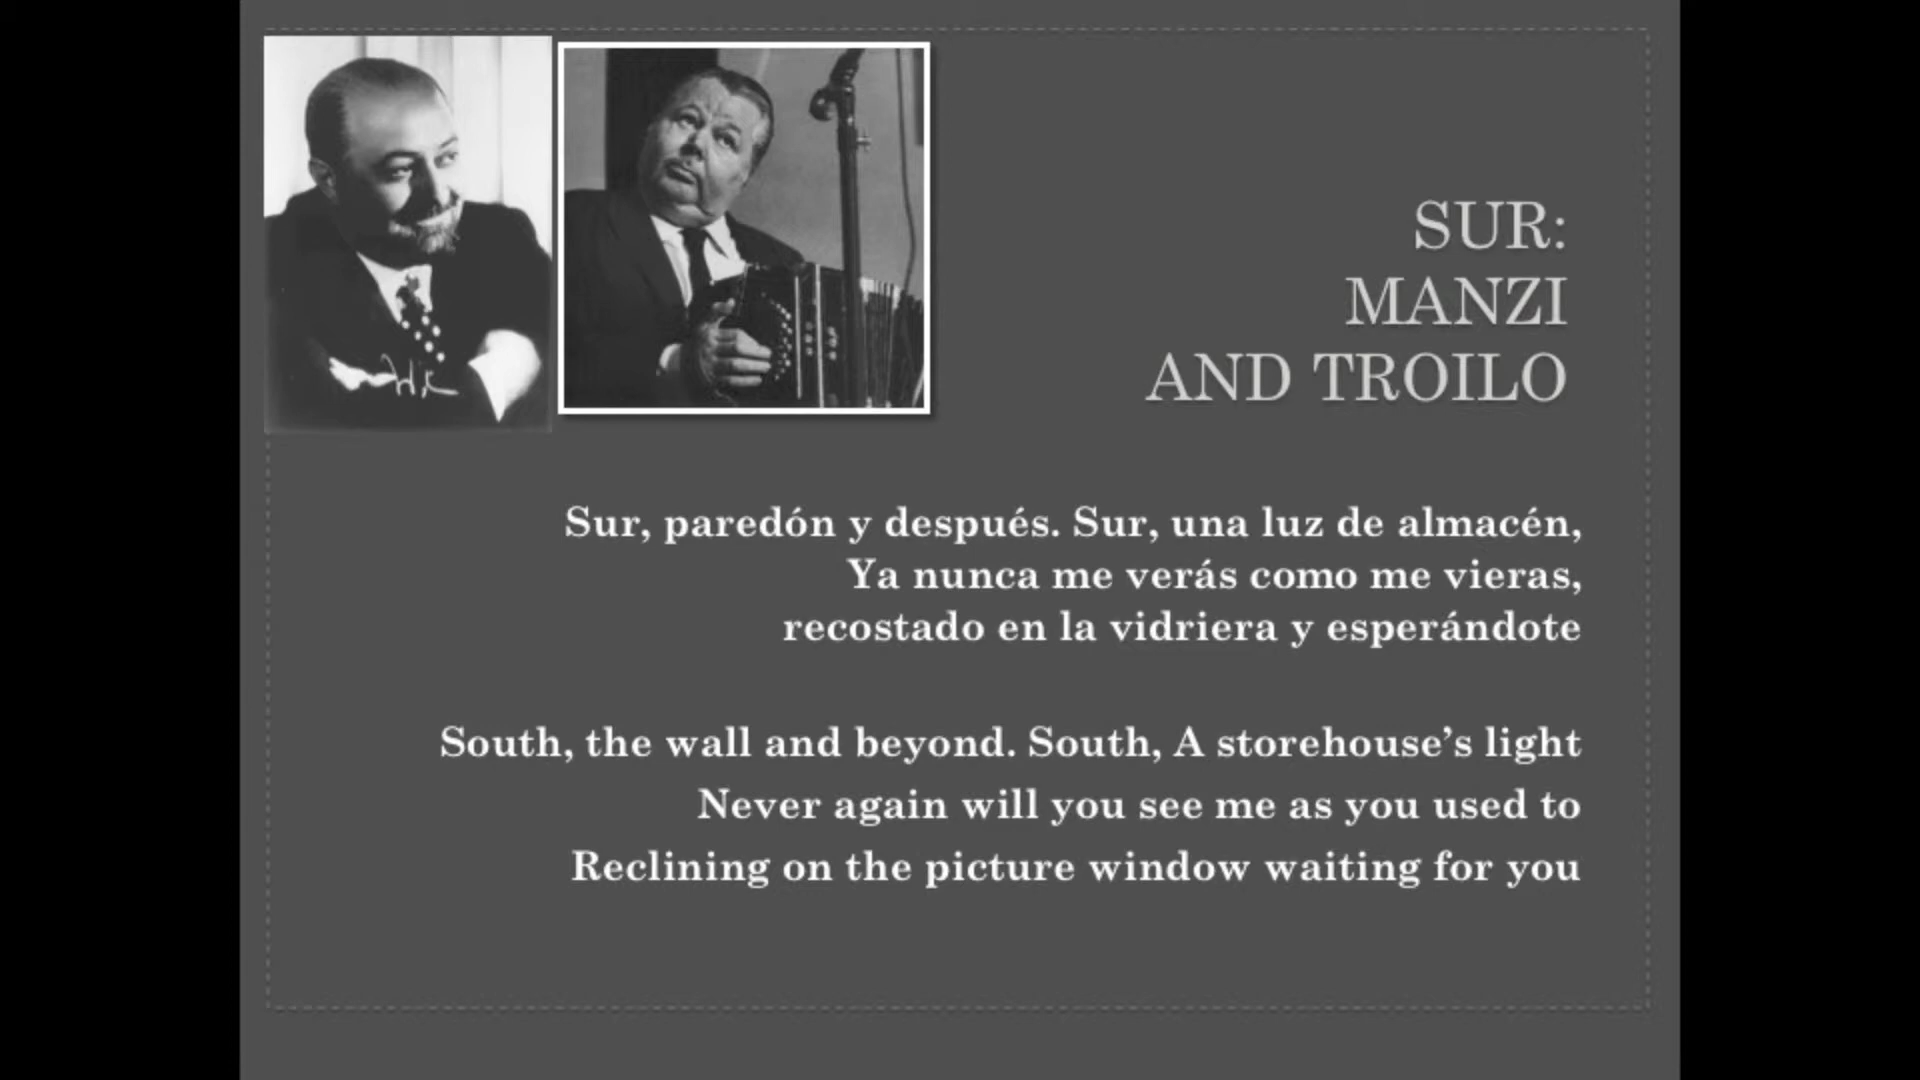 SUR:
MANZI
AND TROILO
Sur, paredón y después. Sur, una luz de almacén,
Ya nunca me verás como me vieras,
recostado en la vidriera y esperándote
South, the wall and beyond. South, A storehouse’s light
Never again will you see me as you used to
Reclining on the picture window waiting for you